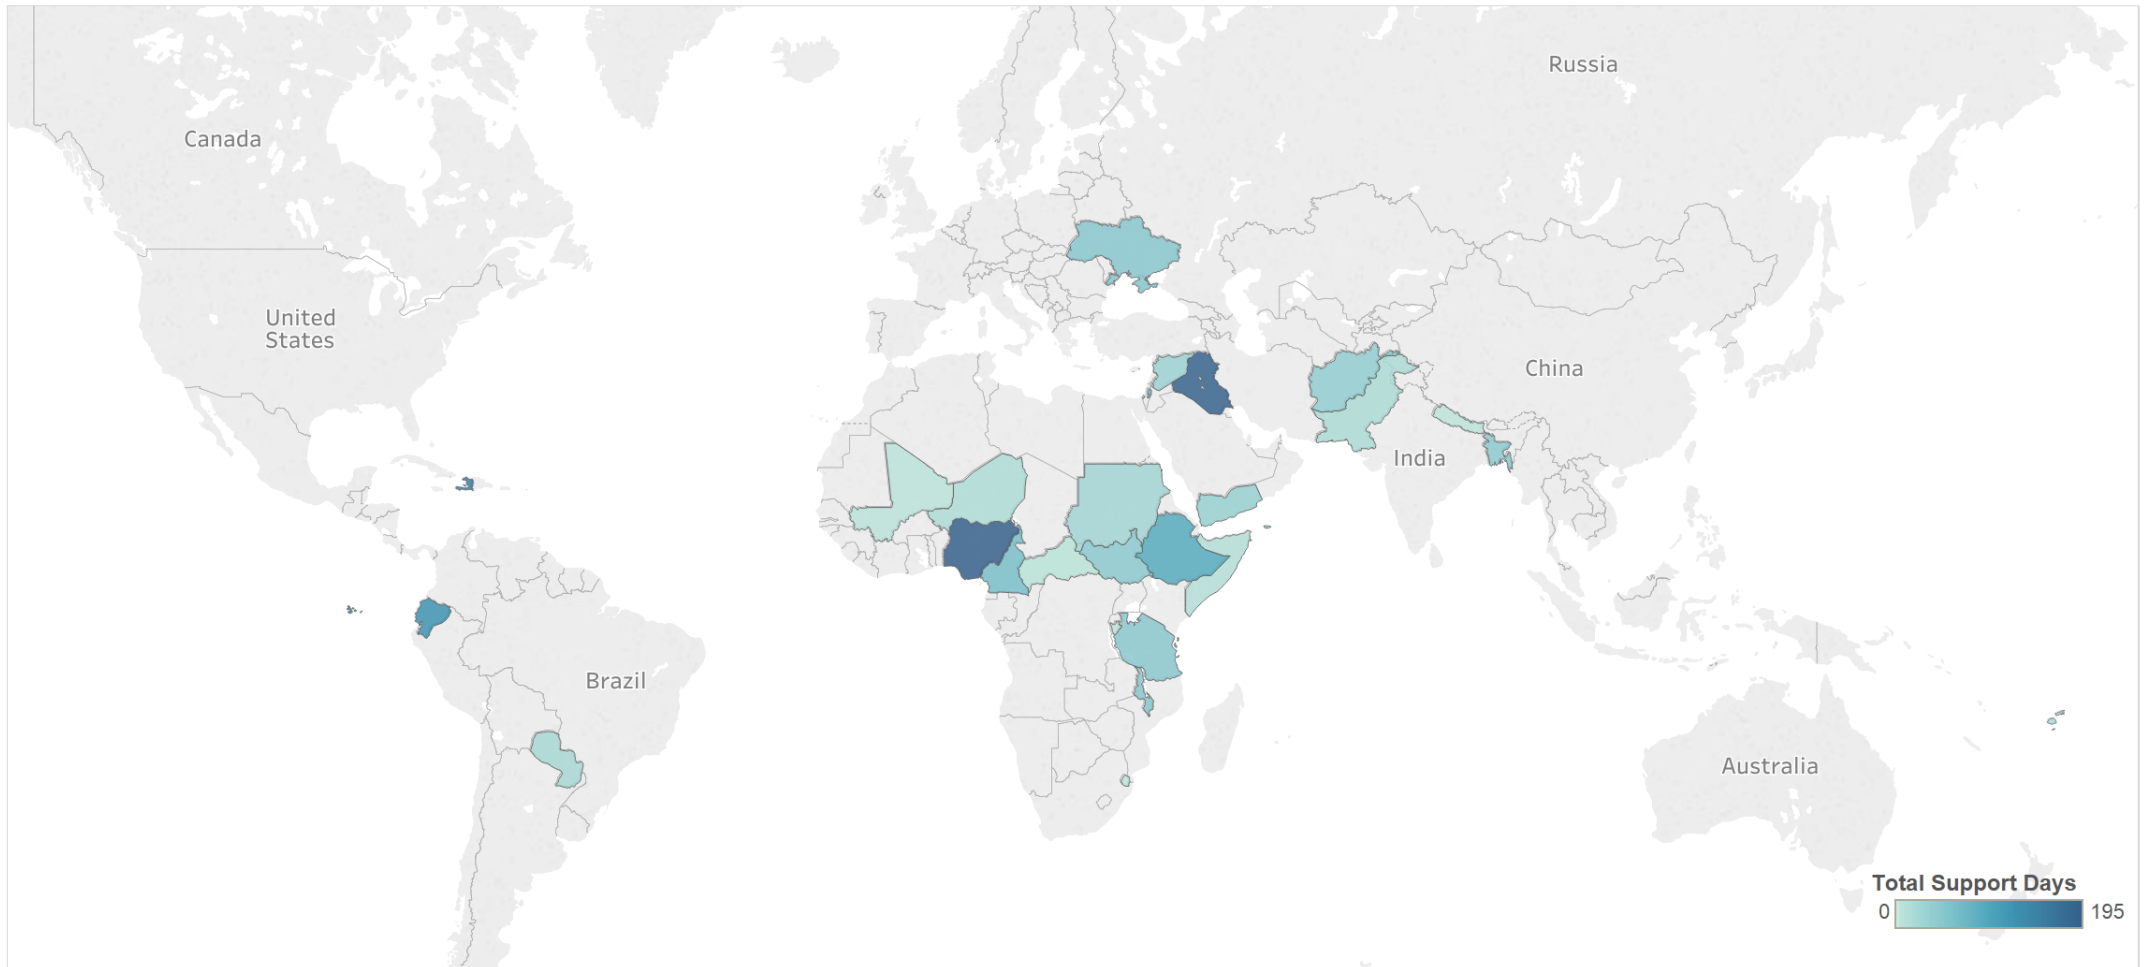 Russia
Canada
United
States
China
India
Brazil
Australia
Total Support Days
0
195